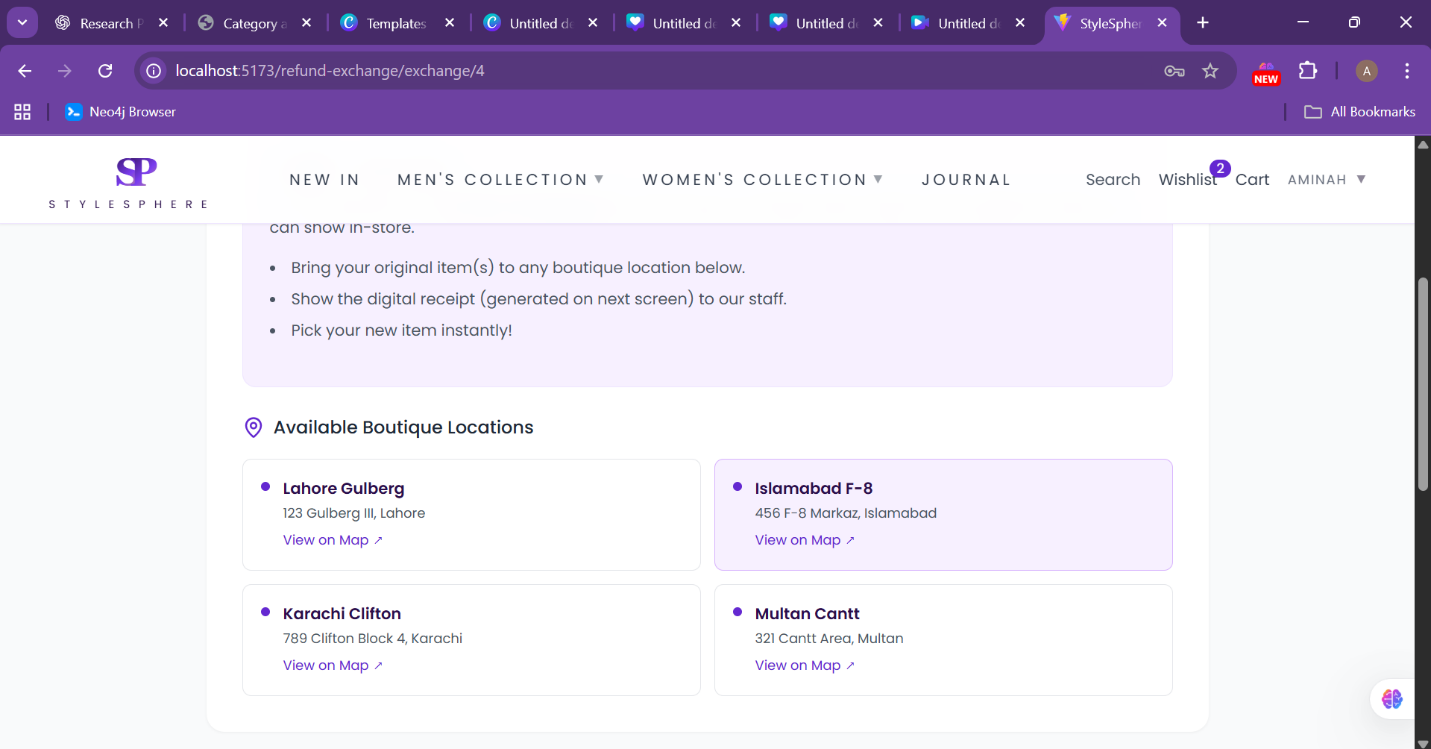 Research P
Category a
Templates
Untitled de
Untitled de
Untitled de
Untitled de
StyleSpher
localhost:5173/refund-exchange/exchange/4
NEW
A
Neo4j Browser
All Bookmarks
SP
STYLESPHERE
NEW IN
MEN'S COLLECTION ▼
WOMEN'S COLLECTION ▼
JOURNAL
Search
Wishlist
2
Cart
AMINAH ▼
can show in-store.
• Bring your original item(s) to any boutique location below.
• Show the digital receipt (generated on next screen) to our staff.
• Pick your new item instantly!
Available Boutique Locations
Lahore Gulberg
123 Gulberg III, Lahore
View on Map ↗
Islamabad F-8
456 F-8 Markaz, Islamabad
View on Map ↗
Karachi Clifton
789 Clifton Block 4, Karachi
View on Map ↗
Multan Cantt
321 Cantt Area, Multan
View on Map ↗